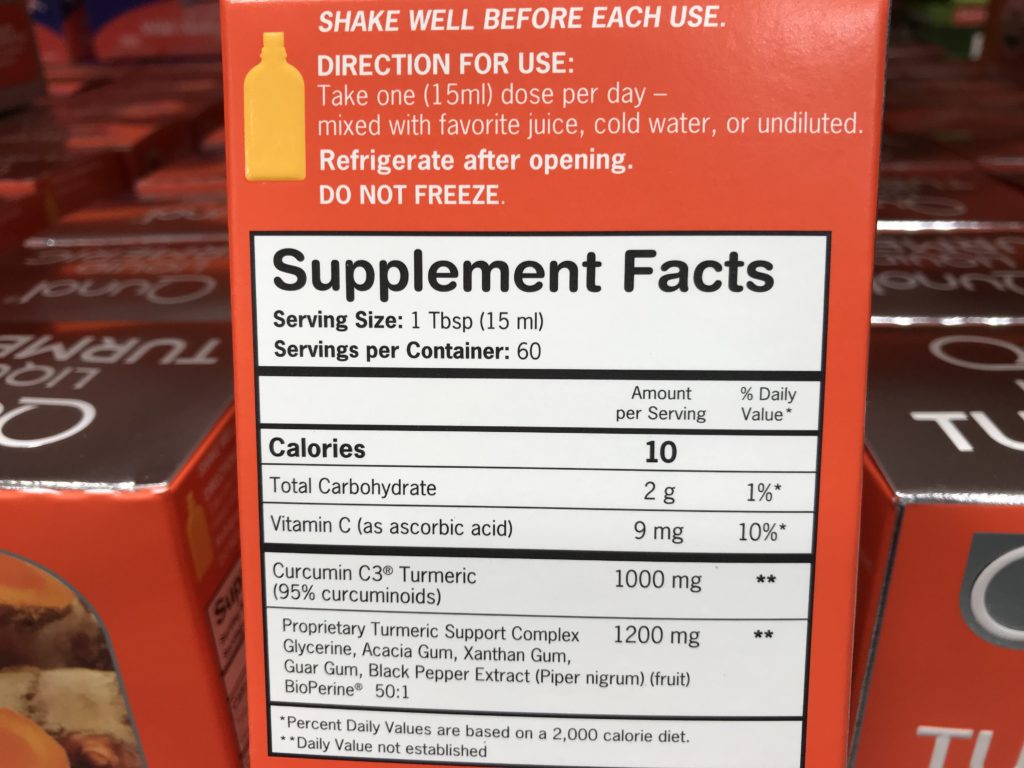 SHAKE WELL BEFORE EACH USE.
DIRECTION FOR USE:
Take one (15ml) dose per day –
mixed with favorite juice, cold water, or undiluted.
Refrigerate after opening.
DO NOT FREEZE.
Supplement Facts
Serving Size: 1 Tbsp (15 ml)
Servings per Container: 60
Amount per Serving % Daily Value*
Calories 10
Total Carbohydrate 2 g 1%*
Vitamin C (as ascorbic acid) 9 mg 10%*
Curcumin C3® Turmeric 1000 mg **
(95% curcuminoids)
Proprietary Turmeric Support Complex 1200 mg **
Glycerine, Acacia Gum, Xanthan Gum,
Guar Gum, Black Pepper Extract (Piper nigrum) (fruit)
BioPerine® 50:1
*Percent Daily Values are based on a 2,000 calorie diet.
**Daily Value not established
Qunol
LIQU
TURME
Qunol
LIQU
TURME
TU
TU